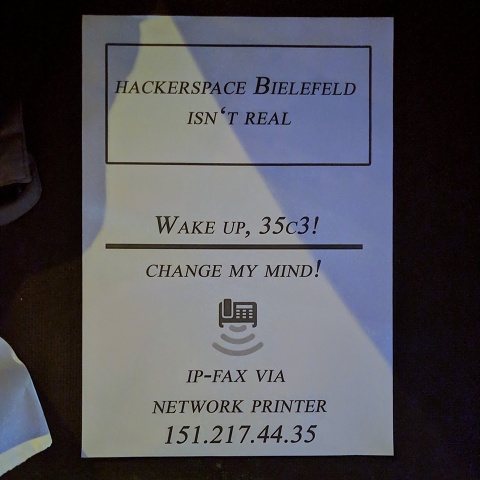 hackerspace Bielefeld
isn‘t real
Wake up, 35c3!
change my mind!
ip-fax via
network printer
151.217.44.35